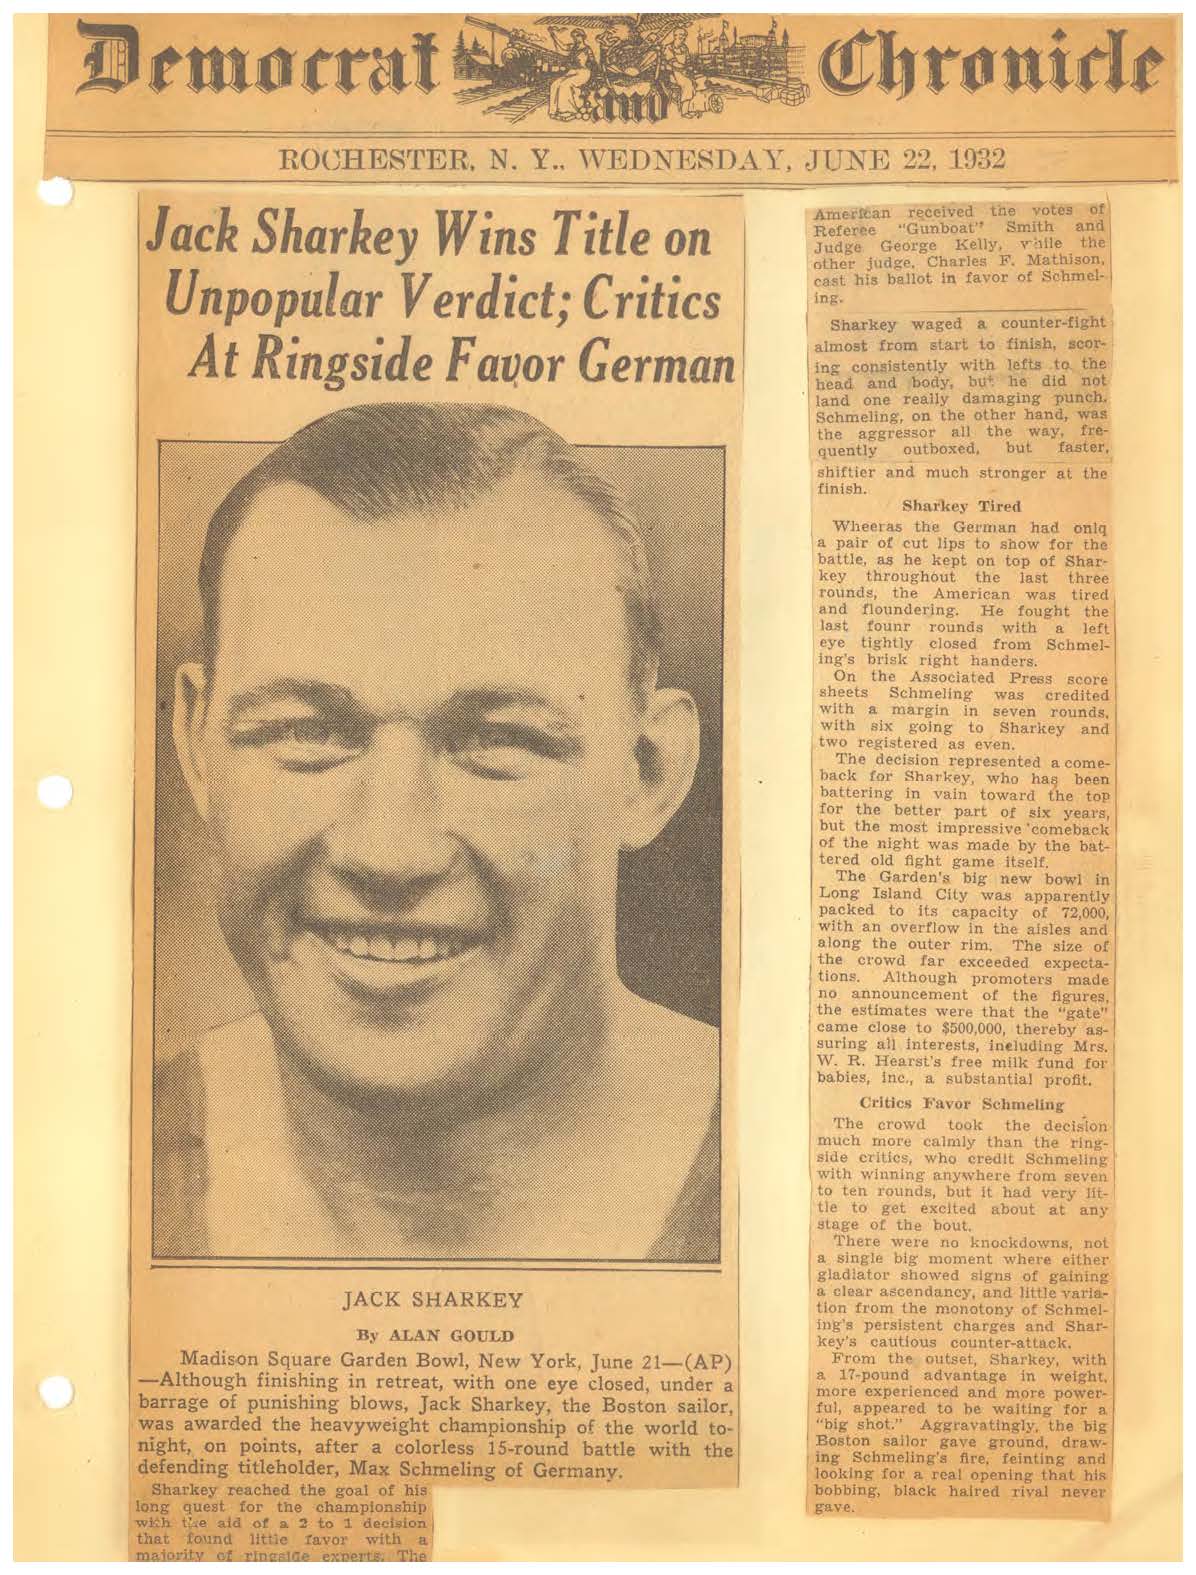 Democrat and Chronicle
ROCHESTER, N. Y., WEDNESDAY, JUNE 22, 1932
Jack Sharkey Wins Title on
Unpopular Verdict; Critics
At Ringside Favor German
JACK SHARKEY
By ALAN GOULD
Madison Square Garden Bowl, New York, June 21—(AP)
—Although finishing in retreat, with one eye closed, under a
barrage of punishing blows, Jack Sharkey, the Boston sailor,
was awarded the heavyweight championship of the world to-
night, on points, after a colorless 15-round battle with the
defending titleholder, Max Schmeling of Germany.
Sharkey reached the goal of his
long quest for the championship
with the aid of a 2 to 1 decision
that found little favor with a
majority of ringside experts. The
American received the votes of
Referee "Gunboat" Smith and
Judge George Kelly, while the
other judge, Charles F. Mathison,
cast his ballot in favor of Schmel-
ing.
Sharkey waged a counter-fight
almost from start to finish, scor-
ing consistently with lefts to the
head and body, but he did not
land one really damaging punch.
Schmeling, on the other hand, was
the aggressor all the way, fre-
quently outboxed, but faster,
shiftier and much stronger at the
finish.
Sharkey Tired
Wheeras the German had onlq
a pair of cut lips to show for the
battle, as he kept on top of Shar-
key throughout the last three
rounds, the American was tired
and floundering. He fought the
last founr rounds with a left
eye tightly closed from Schmel-
ing's brisk right handers.
On the Associated Press score
sheets Schmeling was credited
with a margin in seven rounds,
with six going to Sharkey and
two registered as even.
The decision represented a come-
back for Sharkey, who has been
battering in vain toward the top
for the better part of six years,
but the most impressive comeback
of the night was made by the bat-
tered old fight game itself.
The Garden's big new bowl in
Long Island City was apparently
packed to its capacity of 72,000,
with an overflow in the aisles and
along the outer rim. The size of
the crowd far exceeded expecta-
tions. Although promoters made
no announcement of the figures,
the estimates were that the "gate"
came close to $500,000, thereby as-
suring all interests, including Mrs.
W. R. Hearst's free milk fund for
babies, inc., a substantial profit.
Critics Favor Schmeling
The crowd took the decision
much more calmly than the ring-
side critics, who credit Schmeling
with winning anywhere from seven
to ten rounds, but it had very lit-
tle to get excited about at any
stage of the bout.
There were no knockdowns, not
a single big moment where either
gladiator showed signs of gaining
a clear ascendancy, and little varia-
tion from the monotony of Schmel-
ing's persistent charges and Shar-
key's cautious counter-attack.
From the outset, Sharkey, with
a 17-pound advantage in weight,
more experienced and more power-
ful, appeared to be waiting for a
"big shot." Aggravatingly, the big
Boston sailor gave ground, draw-
ing Schmeling's fire, feinting and
looking for a real opening that his
bobbing, black haired rival never
gave.